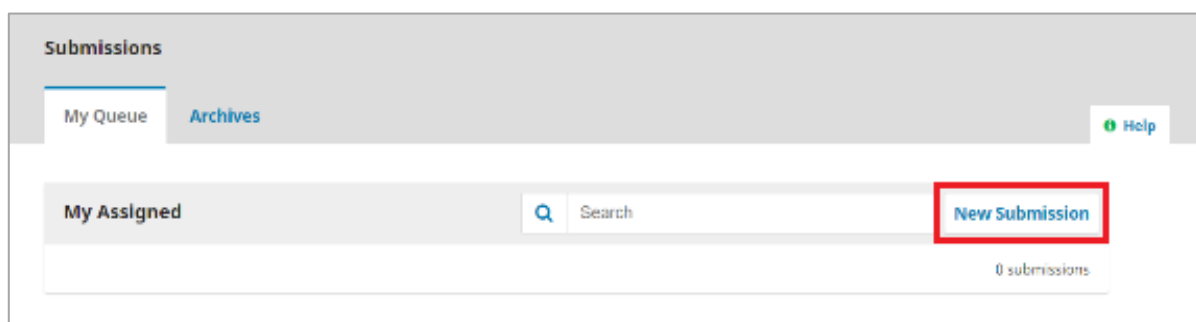 Submissions
My Queue Archives
Help
My Assigned Search New Submission
0 submissions